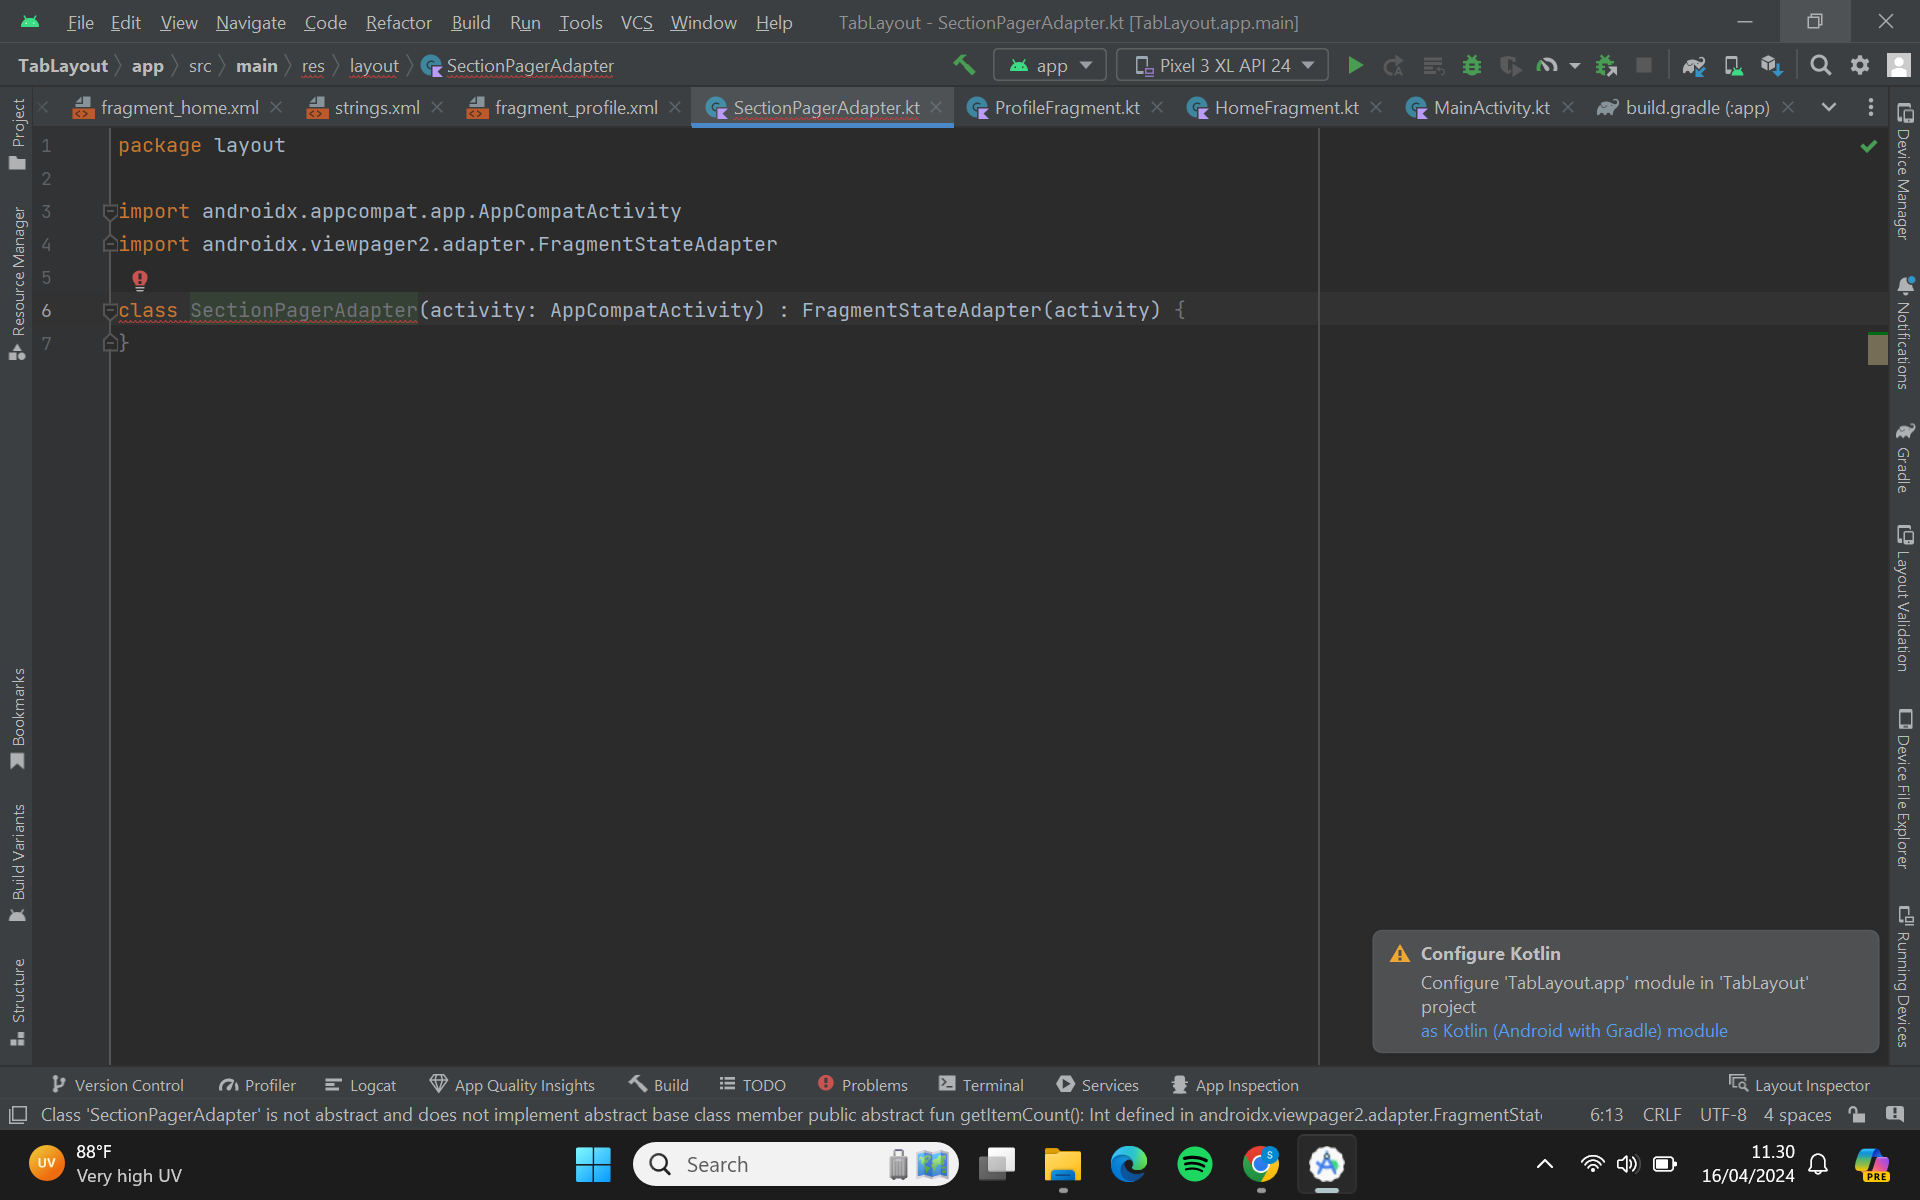 File Edit View Navigate Code Refactor Build Run Tools VCS Window Help TabLayout - SectionPagerAdapter.kt [TabLayout.app.main]
TabLayout app src main res layout SectionPagerAdapter app Pixel 3 XL API 24
fragment_home.xml strings.xml fragment_profile.xml SectionPagerAdapter.kt ProfileFragment.kt HomeFragment.kt MainActivity.kt build.gradle (:app)
Project
Resource Manager
Bookmarks
Build Variants
Structure
1 package layout
2
3 import androidx.appcompat.app.AppCompatActivity
4 import androidx.viewpager2.adapter.FragmentStateAdapter
5
6 class SectionPagerAdapter(activity: AppCompatActivity) : FragmentStateAdapter(activity) {
7 }
Device Manager
Notifications
Gradle
Layout Validation
Device File Explorer
Running Devices
Configure Kotlin
Configure 'TabLayout.app' module in 'TabLayout'
project
as Kotlin (Android with Gradle) module
Version Control Profiler Logcat App Quality Insights Build TODO Problems Terminal Services App Inspection Layout Inspector
Class 'SectionPagerAdapter' is not abstract and does not implement abstract base class member public abstract fun getItemCount(): Int defined in androidx.viewpager2.adapter.FragmentStat 6:13 CRLF UTF-8 4 spaces
UV
88°F
Very high UV
Search
S
11.30
16/04/2024
PRE